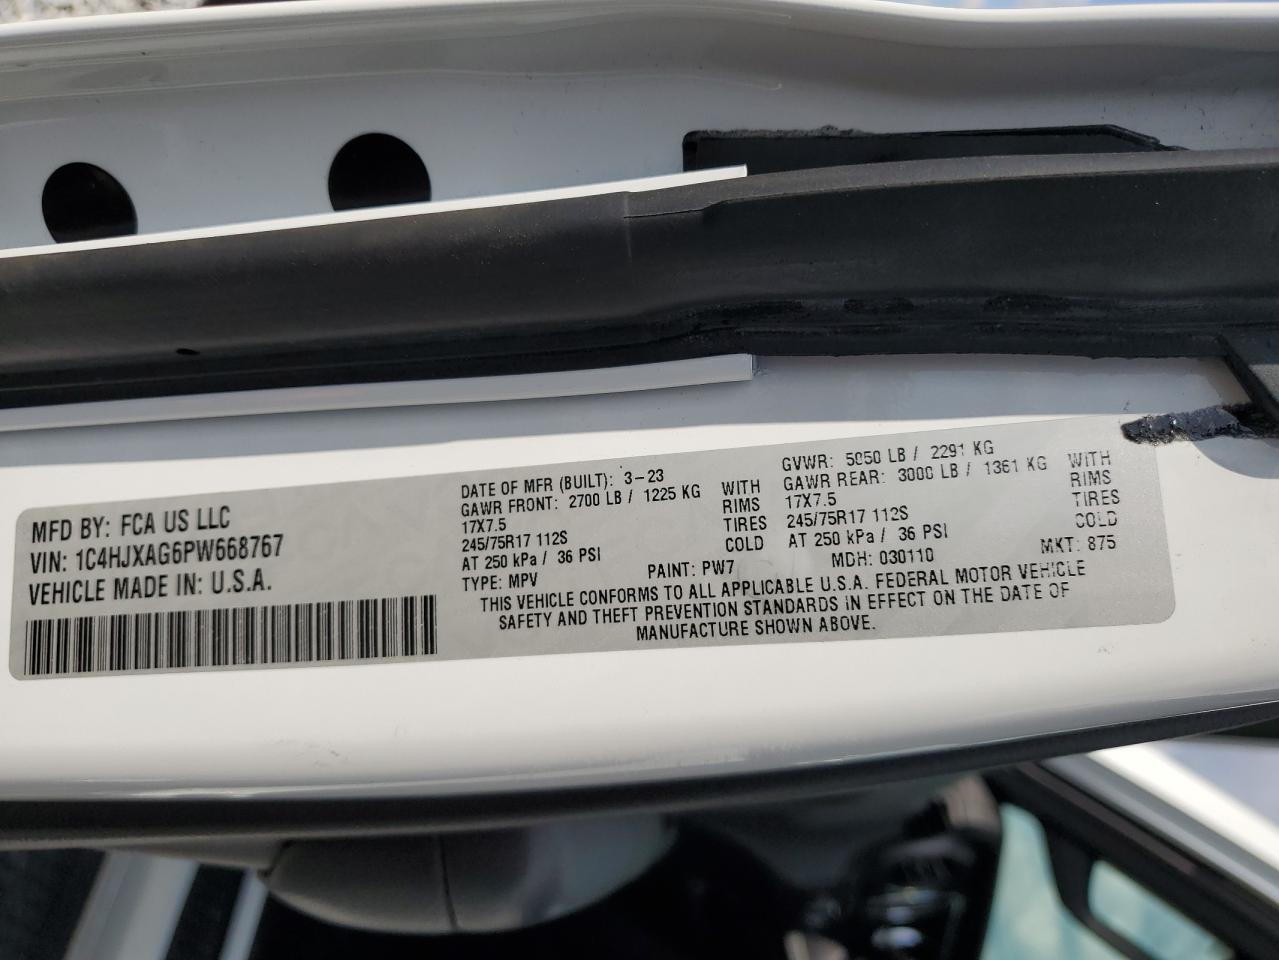 MFD BY: FCA US LLC
VIN: 1C4HJXAG6PW668767
VEHICLE MADE IN: U.S.A.
DATE OF MFR (BUILT): 3-23
GAWR FRONT: 2700 LB / 1225 KG WITH
17X7.5 RIMS
245/75R17 112S TIRES
AT 250 kPa / 36 PSI COLD
TYPE: MPV PAINT: PW7
GVWR: 5050 LB / 2291 KG
GAWR REAR: 3000 LB / 1361 KG WITH
17X7.5 RIMS
245/75R17 112S TIRES
AT 250 kPa / 36 PSI COLD
MDH: 030110 MKT: 875
THIS VEHICLE CONFORMS TO ALL APPLICABLE U.S.A. FEDERAL MOTOR VEHICLE
SAFETY AND THEFT PREVENTION STANDARDS IN EFFECT ON THE DATE OF
MANUFACTURE SHOWN ABOVE.